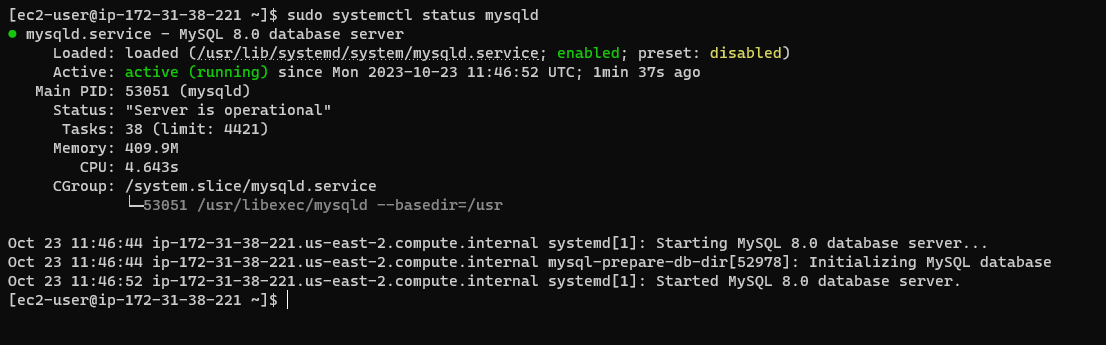 [ec2-user@ip-172-31-38-221 ~]$ sudo systemctl status mysqld
● mysqld.service - MySQL 8.0 database server
     Loaded: loaded (/usr/lib/systemd/system/mysqld.service; enabled; preset: disabled)
     Active: active (running) since Mon 2023-10-23 11:46:52 UTC; 1min 37s ago
   Main PID: 53051 (mysqld)
     Status: "Server is operational"
      Tasks: 38 (limit: 4421)
     Memory: 409.9M
        CPU: 4.643s
     CGroup: /system.slice/mysqld.service
             └─53051 /usr/libexec/mysqld --basedir=/usr

Oct 23 11:46:44 ip-172-31-38-221.us-east-2.compute.internal systemd[1]: Starting MySQL 8.0 database server...
Oct 23 11:46:44 ip-172-31-38-221.us-east-2.compute.internal mysql-prepare-db-dir[52978]: Initializing MySQL database
Oct 23 11:46:52 ip-172-31-38-221.us-east-2.compute.internal systemd[1]: Started MySQL 8.0 database server.
[ec2-user@ip-172-31-38-221 ~]$